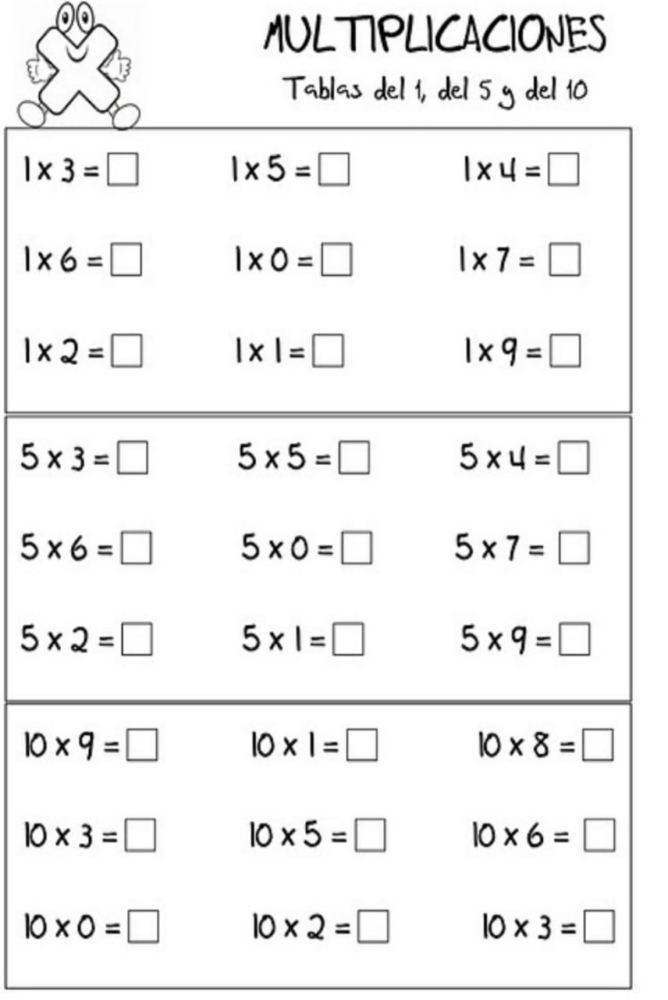 MULTIPLICACIONES
Tablas del 1, del 5 y del 10
1 x 3 = 1 x 5 = 1 x 4 =
1 x 6 = 1 x 0 = 1 x 7 =
1 x 2 = 1 x 1 = 1 x 9 =
5 x 3 = 5 x 5 = 5 x 4 =
5 x 6 = 5 x 0 = 5 x 7 =
5 x 2 = 5 x 1 = 5 x 9 =
10 x 9 = 10 x 1 = 10 x 8 =
10 x 3 = 10 x 5 = 10 x 6 =
10 x 0 = 10 x 2 = 10 x 3 =